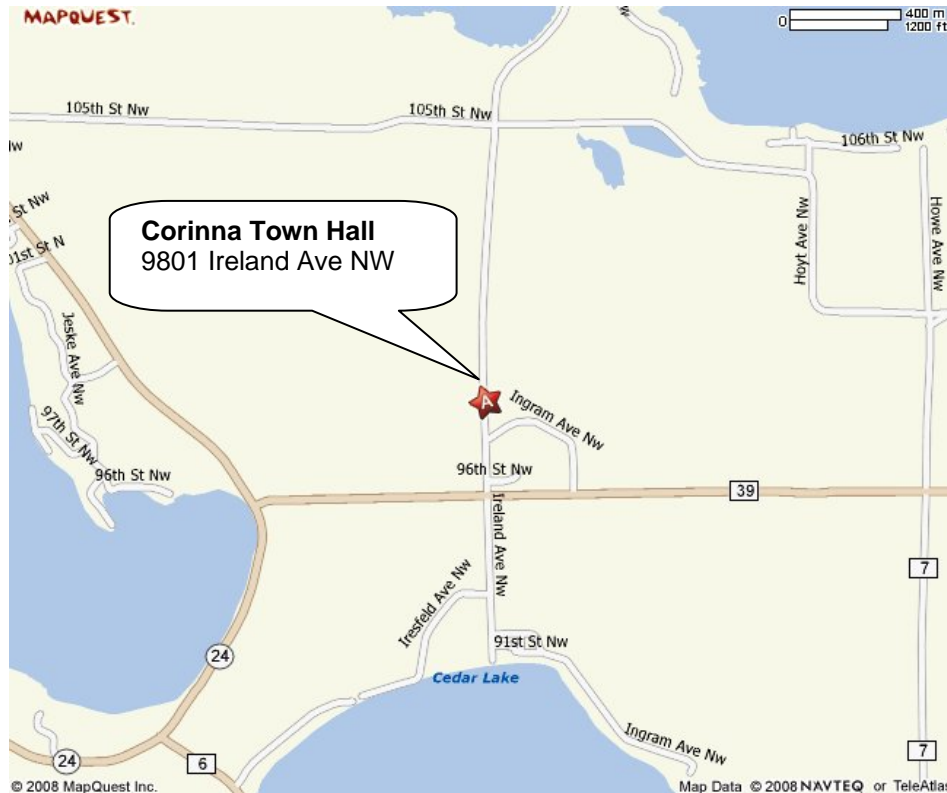 MAPQUEST.
0
400 m
1200 ft
105th St Nw
105th St Nw
106th St Nw
Howe Ave Nw
Hoyt Ave Nw
St Nw
Corinna Town Hall
9801 Ireland Ave NW
Jeske Ave Nw
A
Ingram Ave Nw
97th St Nw
96th St Nw
96th St Nw
39
Ireland Ave Nw
7
Iresfeld Ave Nw
91st St Nw
24
Cedar Lake
Ingram Ave Nw
24
6
7
© 2008 MapQuest Inc.
Map Data © 2008 NAVTEQ or TeleAtlas